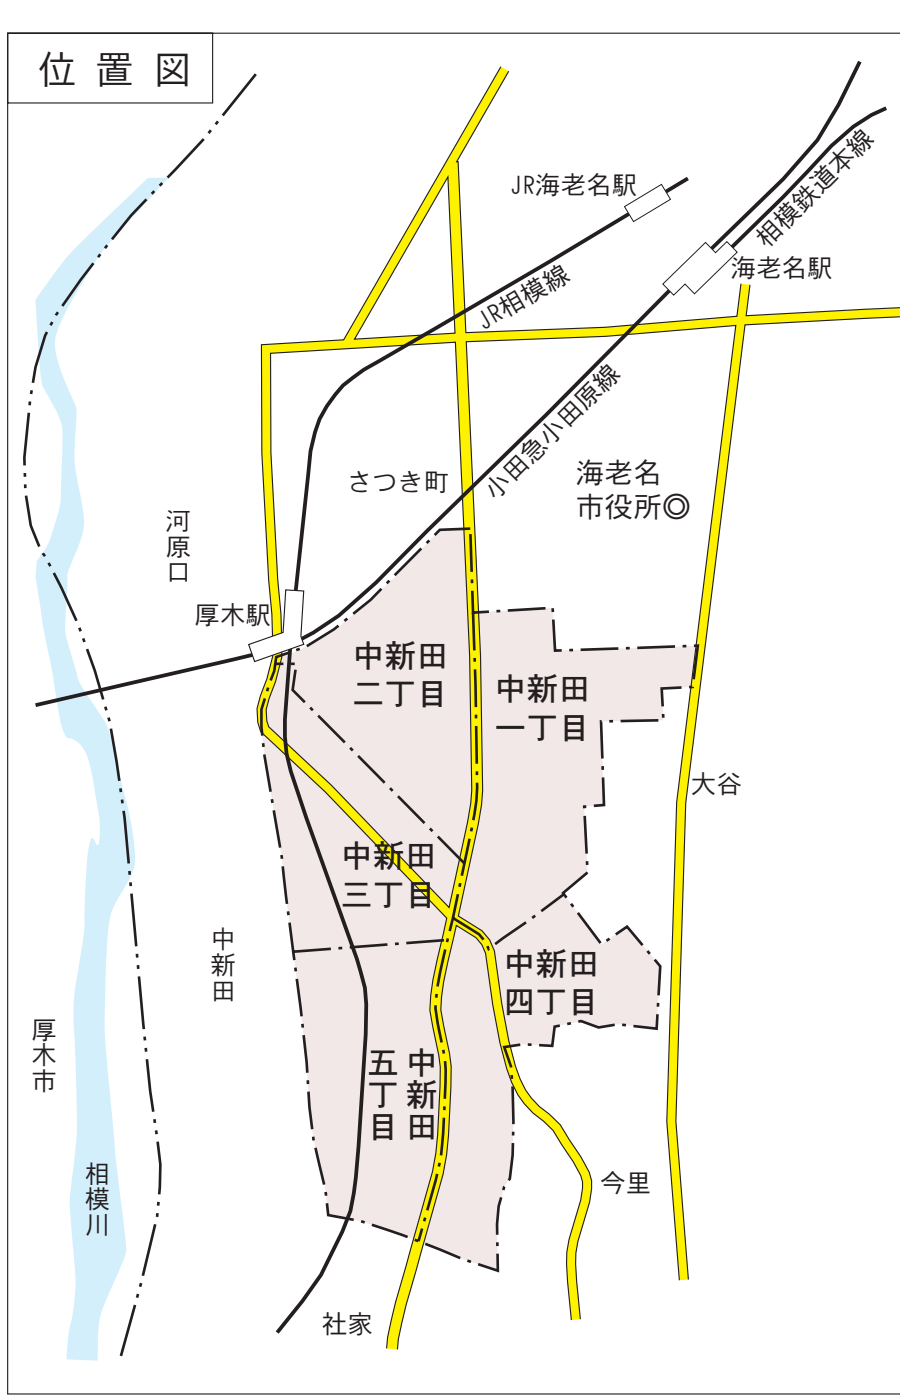 位置図
JR海老名駅
相模鉄道本線
海老名駅
JR相模線
小田急小田原線
さつき町
海老名
市役所◎
河原口
厚木駅
中新田
二丁目
中新田
一丁目
大谷
中新田
三丁目
中新田
中新田
四丁目
厚木市
中新田
五丁目
相模川
今里
社家